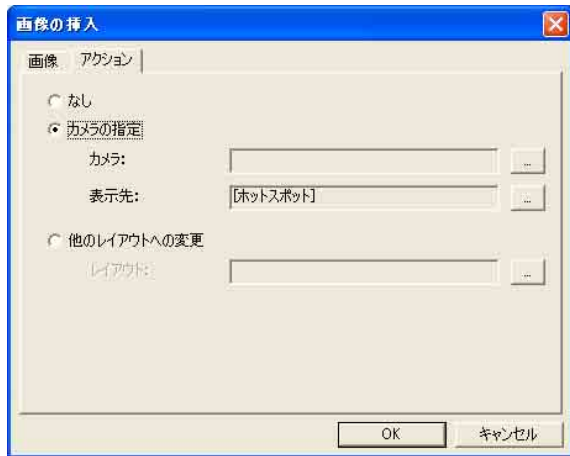 画像の挿入
画像 アクション
なし
カメラの指定
カメラ: ...
表示先: [ホットスポット] ...
他のレイアウトへの変更
レイアウト: ...
OK キャンセル